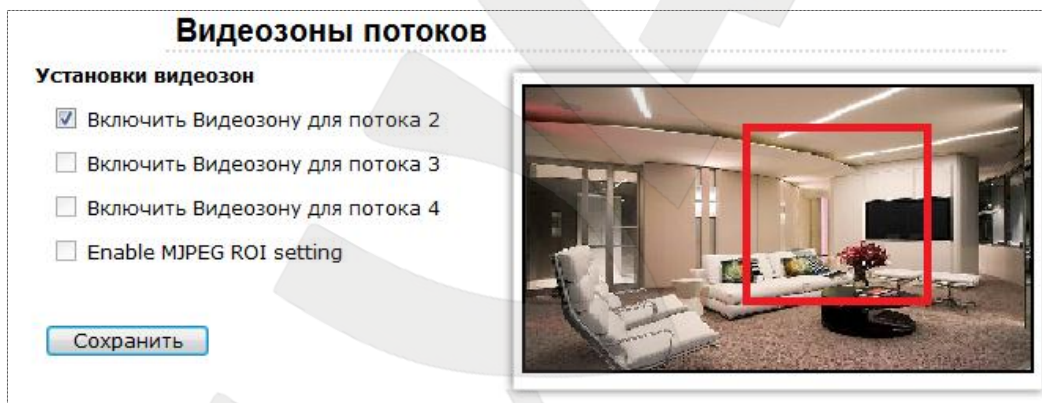 Видеозоны потоков
Установки видеозон
Включить Видеозону для потока 2
Включить Видеозону для потока 3
Включить Видеозону для потока 4
Enable MJPEG ROI setting
Сохранить